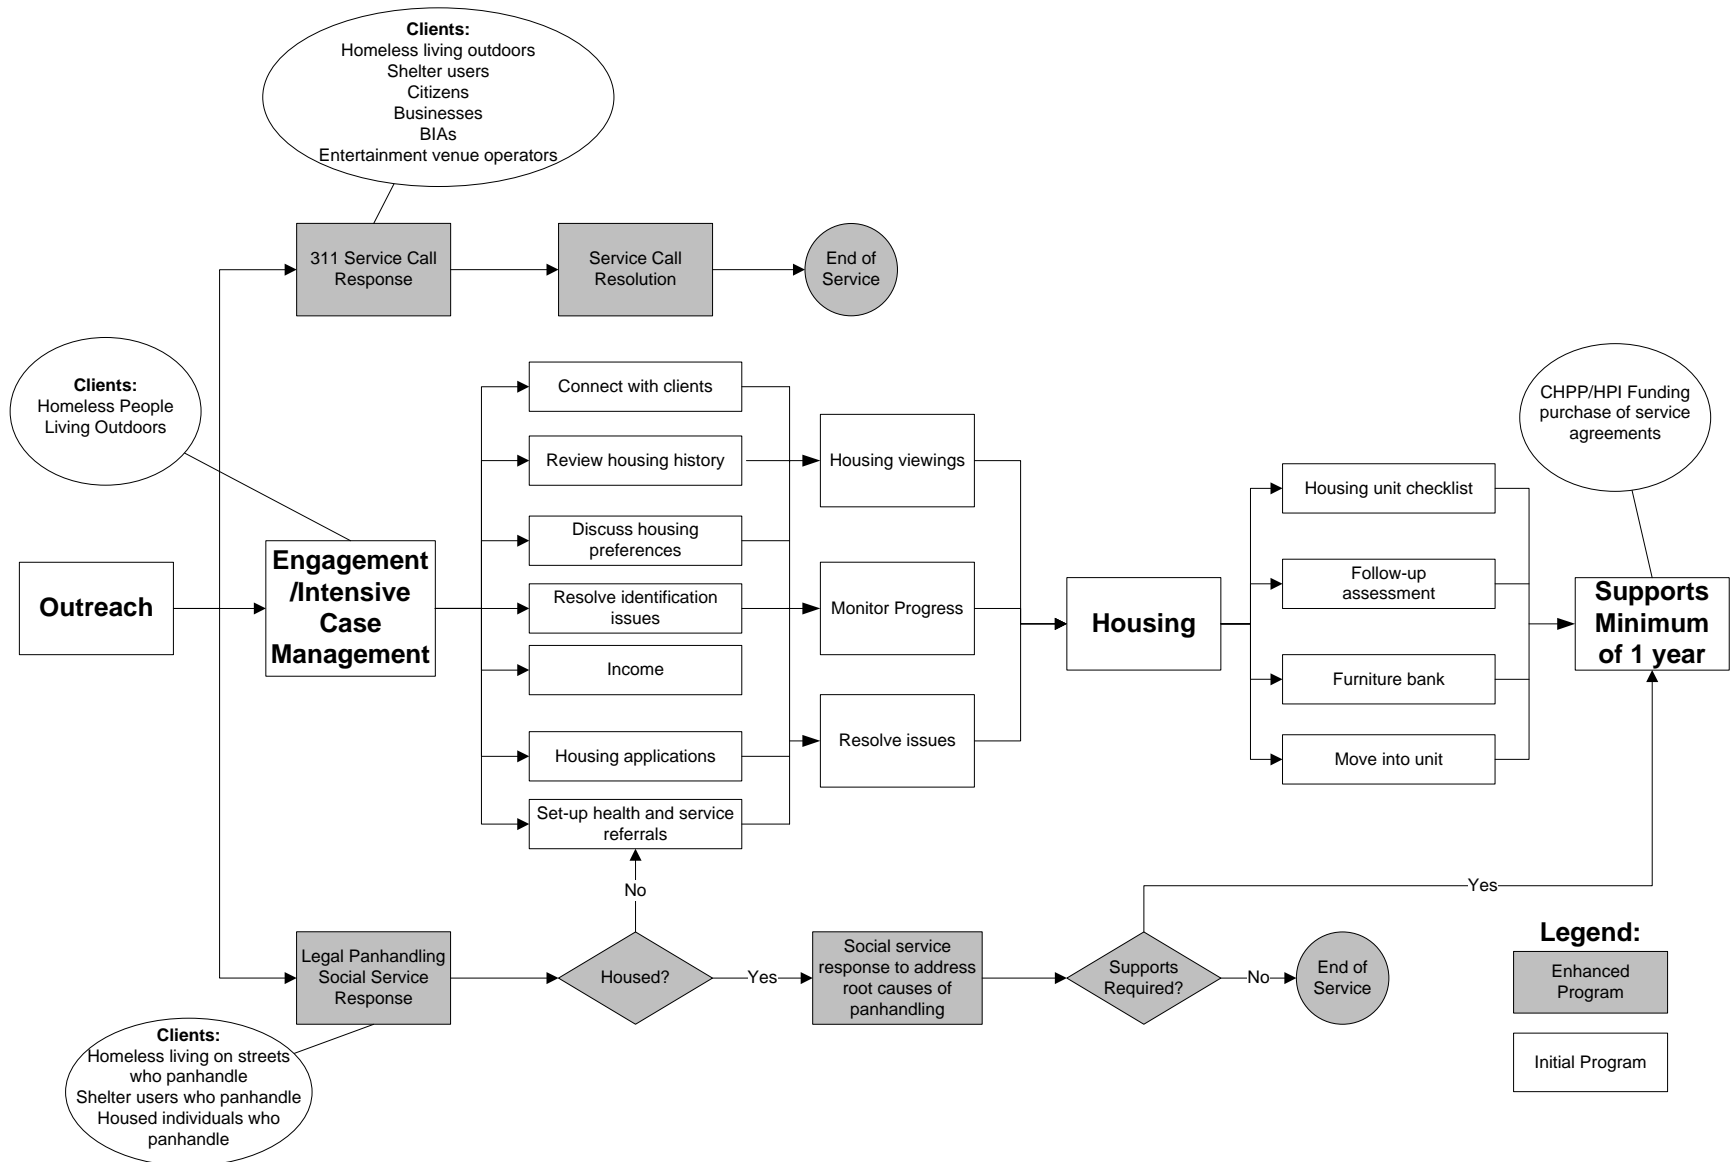 Clients:
Homeless living outdoors
Shelter users
Citizens
Businesses
BIAs
Entertainment venue operators
311 Service Call
Response
Service Call
Resolution
End of
Service
Clients:
Homeless People
Living Outdoors
CHPP/HPI Funding
purchase of service
agreements
Outreach
Engagement
/Intensive
Case
Management
Connect with clients
Review housing history
Discuss housing
preferences
Resolve identification
issues
Income
Housing applications
Set-up health and service
referrals
Housing viewings
Monitor Progress
Resolve issues
Housing
Housing unit checklist
Follow-up
assessment
Furniture bank
Move into unit
Supports
Minimum
of 1 year
No
Yes
Legal Panhandling
Social Service
Response
Housed?
Yes
Social service
response to address
root causes of
panhandling
Supports
Required?
No
End of
Service
Clients:
Homeless living on streets
who panhandle
Shelter users who panhandle
Housed individuals who
panhandle
Legend:
Enhanced
Program
Initial Program